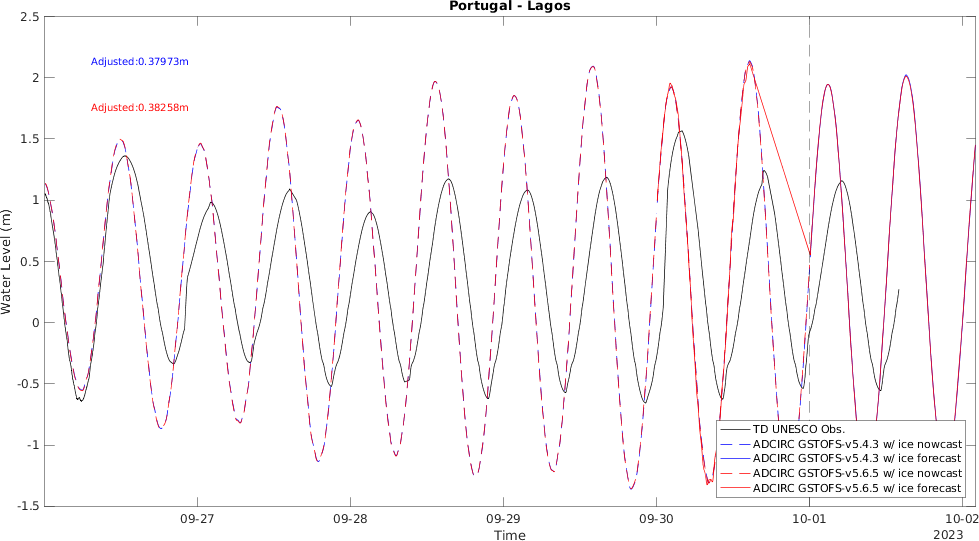 Portugal - Lagos
2.5
Adjusted:0.37973m
2
Adjusted:0.38258m
1.5
1
Water Level (m)
0.5
0
-0.5
-1
-1.5
TD UNESCO Obs.
ADCIRC GSTOFS-v5.4.3 w/ ice nowcast
ADCIRC GSTOFS-v5.4.3 w/ ice forecast
ADCIRC GSTOFS-v5.6.5 w/ ice nowcast
ADCIRC GSTOFS-v5.6.5 w/ ice forecast
09-27 09-28 09-29 09-30 10-01 10-02
Time
2023